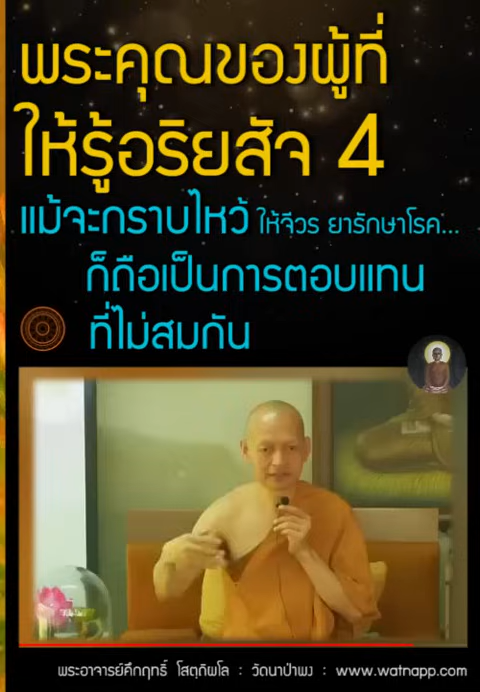 พระคุณของผู้ที่
ให้รู้อริยสัจ 4
แม้จะกราบไหว้ ให้จีวร ยารักษาโรค...
ก็ถือเป็นการตอบแทน
ที่ไม่สมกัน
พระอาจารย์คึกฤทธิ์ โสตฺถิผโล : วัดนาป่าพง : www.watnapp.com